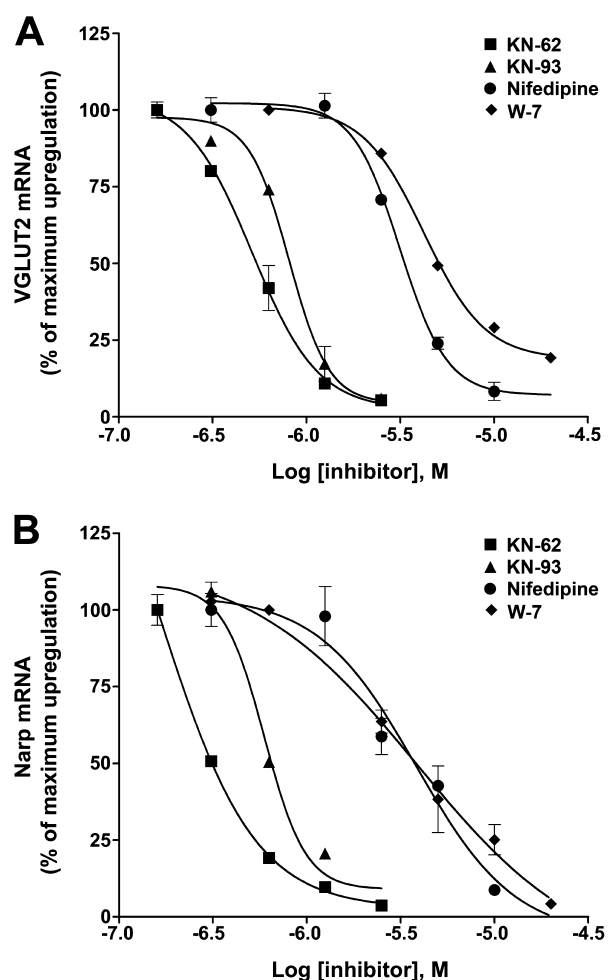 A
125
100
75
50
25
0
VGLUT2 mRNA
(% of maximum upregulation)
KN-62
KN-93
Nifedipine
W-7
-7.0 -6.5 -6.0 -5.5 -5.0 -4.5
Log [inhibitor], M
B
125
100
75
50
25
0
Narp mRNA
(% of maximum upregulation)
KN-62
KN-93
Nifedipine
W-7
-7.0 -6.5 -6.0 -5.5 -5.0 -4.5
Log [inhibitor], M